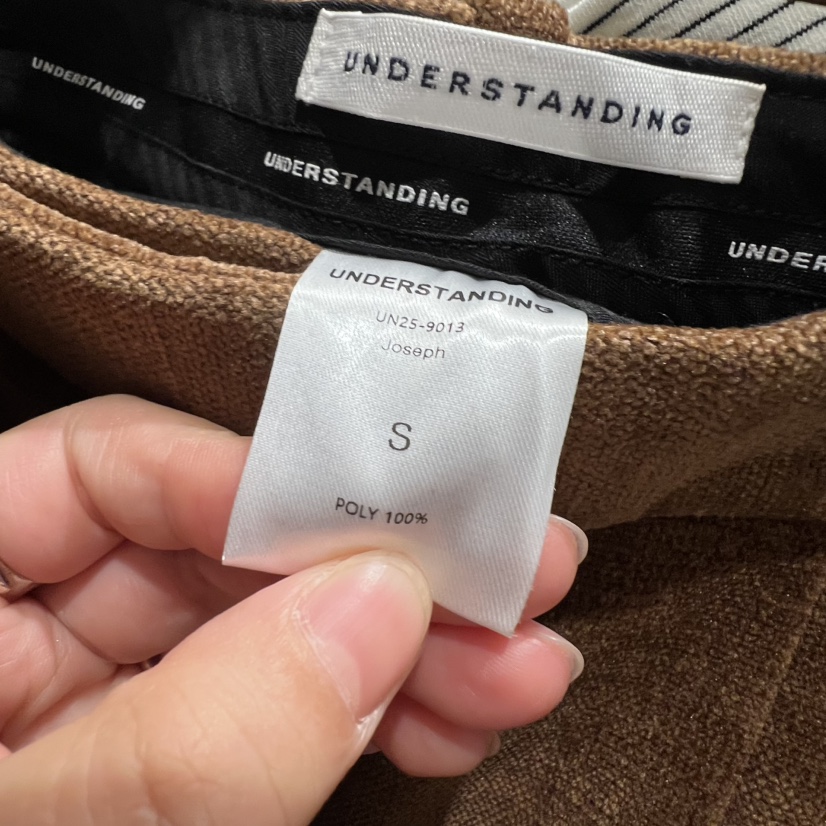 UNDERSTANDING
UNDERSTANDING
UNDERSTANDING
UNDER
UNDERSTANDING
UN25-9013
Joseph
S
POLY 100%